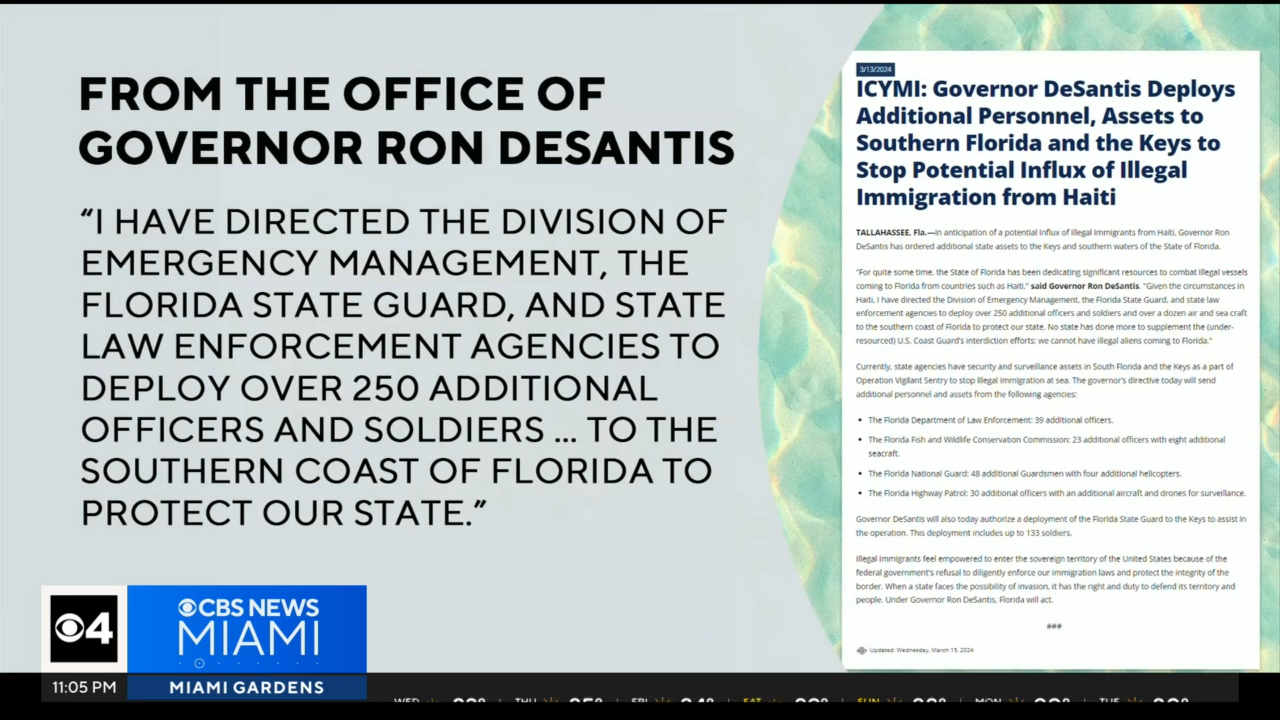 FROM THE OFFICE OF
GOVERNOR RON DESANTIS
“I HAVE DIRECTED THE DIVISION OF
EMERGENCY MANAGEMENT, THE
FLORIDA STATE GUARD, AND STATE
LAW ENFORCEMENT AGENCIES TO
DEPLOY OVER 250 ADDITIONAL
OFFICERS AND SOLDIERS ... TO THE
SOUTHERN COAST OF FLORIDA TO
PROTECT OUR STATE.”
3/13/2024
ICYMI: Governor DeSantis Deploys
Additional Personnel, Assets to
Southern Florida and the Keys to
Stop Potential Influx of Illegal
Immigration from Haiti
TALLAHASSEE, Fla.—In anticipation of a potential influx of illegal immigrants from Haiti, Governor Ron
DeSantis has ordered additional state assets to the Keys and southern waters of the State of Florida.
“For quite some time, the State of Florida has been dedicating significant resources to combat illegal vessels
coming to Florida from countries such as Haiti,” said Governor Ron DeSantis. “Given the circumstances in
Haiti, I have directed the Division of Emergency Management, the Florida State Guard, and state law
enforcement agencies to deploy over 250 additional officers and soldiers and over a dozen air and sea craft
to the southern coast of Florida to protect our state. No state has done more to supplement the (under-
resourced) U.S. Coast Guard’s interdiction efforts; we cannot have illegal aliens coming to Florida.”
Currently, state agencies have security and surveillance assets in South Florida and the Keys as a part of
Operation Vigilant Sentry to stop illegal immigration at sea. The governor’s directive today will send
additional personnel and assets from the following agencies:
• The Florida Department of Law Enforcement: 39 additional officers.
• The Florida Fish and Wildlife Conservation Commission: 23 additional officers with eight additional
seacraft.
• The Florida National Guard: 48 additional Guardsmen with four additional helicopters.
• The Florida Highway Patrol: 30 additional officers with an additional aircraft and drones for surveillance.
Governor DeSantis will also today authorize a deployment of the Florida State Guard to the Keys to assist in
the operation. This deployment includes up to 133 soldiers.
Illegal immigrants feel empowered to enter the sovereign territory of the United States because of the
federal government’s refusal to diligently enforce our immigration laws and protect the integrity of the
border. When a state faces the possibility of invasion, it has the right and duty to defend its territory and
people. Under Governor Ron DeSantis, Florida will act.
###
Updated: Wednesday, March 13, 2024
4
CBS NEWS
MIAMI
11:05 PM
MIAMI GARDENS
WED THU FRI SAT SUN MON TUE